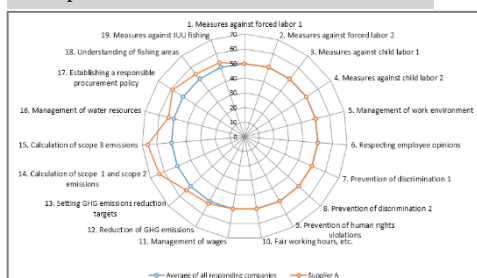 1. Measures against forced labor 1
2. Measures against forced labor 2
3. Measures against child labor 1
4. Measures against child labor 2
5. Management of work environment
6. Respecting employee opinions
7. Prevention of discrimination 1
8. Prevention of discrimination 2
9. Prevention of human rights
violations
10. Fair working hours, etc.
11. Management of wages
12. Reduction of GHG emissions
13. Setting GHG emissions reduction
targets
14. Calculation of scope 1 and scope 2
emissions
15. Calculation of scope 3 emissions
16. Management of water resources
17. Establishing a responsible
procurement policy
18. Understanding of fishing areas
19. Measures against IUU fishing
70
60
50
40
30
20
10
0
Average of all responding companies
Supplier A